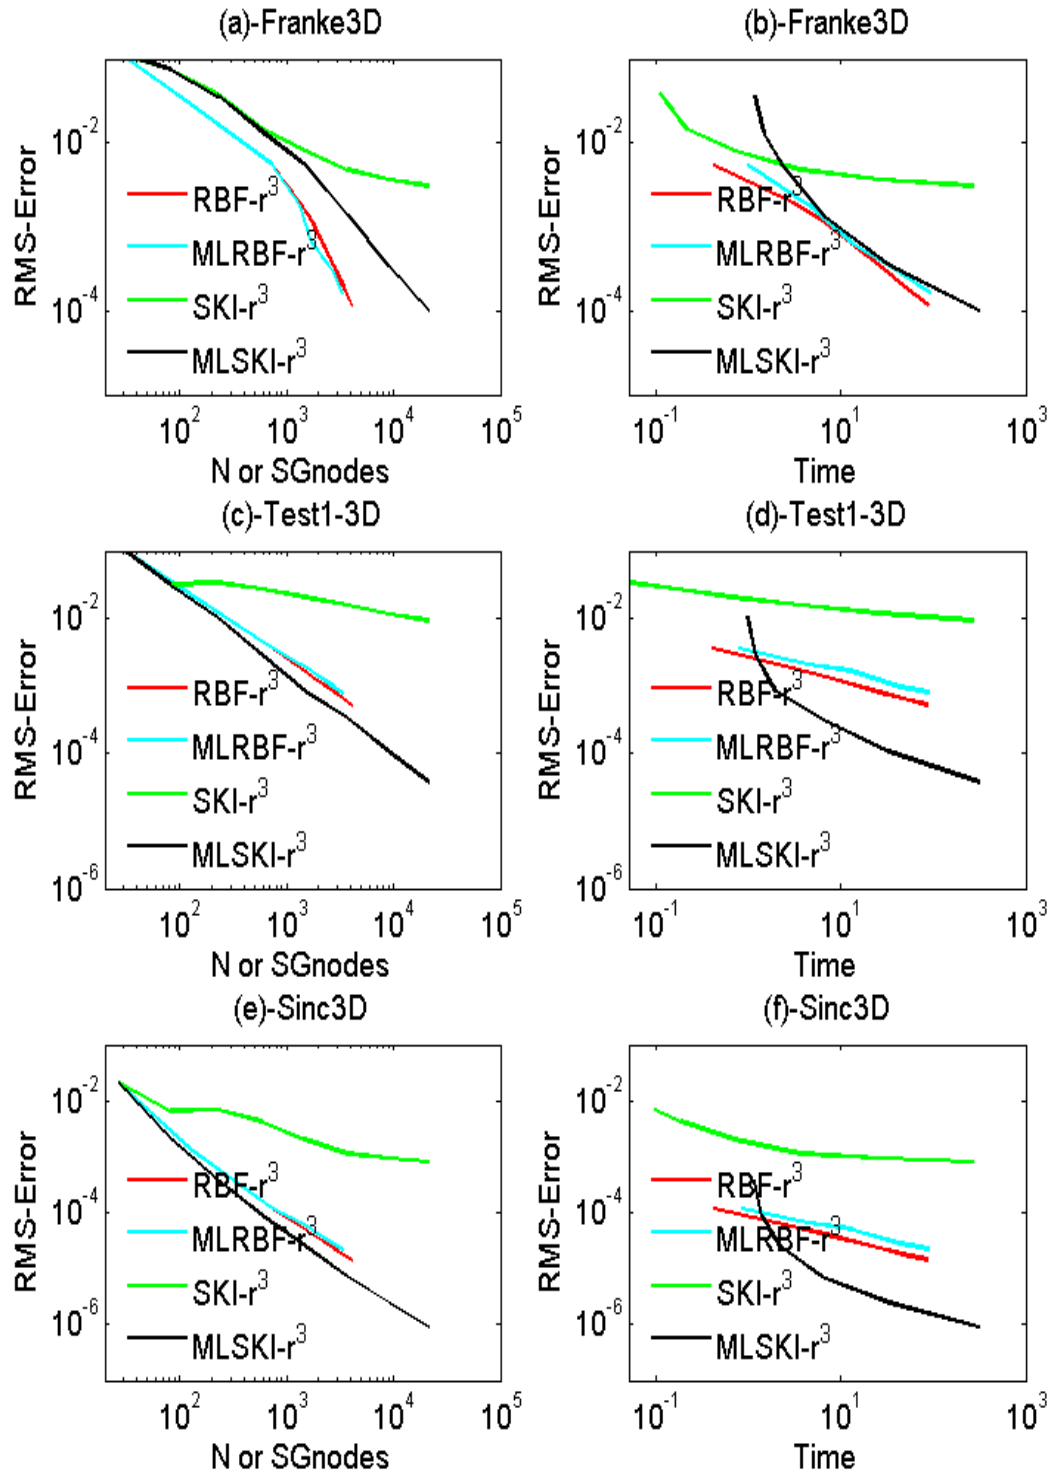 (a)-Franke3D
RMS-Error
10^-2
10^-4
RBF-r^3
MLRBF-r^3
SKI-r^3
MLSKI-r^3
10^2 10^3 10^4 10^5
N or SGnodes
(b)-Franke3D
RMS-Error
10^-2
10^-4
RBF-r^3
MLRBF-r^3
SKI-r^3
MLSKI-r^3
10^-1 10^1 10^3
Time
(c)-Test1-3D
RMS-Error
10^-2
10^-4
10^-6
RBF-r^3
MLRBF-r^3
SKI-r^3
MLSKI-r^3
10^2 10^3 10^4 10^5
N or SGnodes
(d)-Test1-3D
RMS-Error
10^-2
10^-4
10^-6
RBF-r^3
MLRBF-r^3
SKI-r^3
MLSKI-r^3
10^-1 10^1 10^3
Time
(e)-Sinc3D
RMS-Error
10^-2
10^-4
10^-6
RBF-r^3
MLRBF-r^3
SKI-r^3
MLSKI-r^3
10^2 10^3 10^4 10^5
N or SGnodes
(f)-Sinc3D
RMS-Error
10^-2
10^-4
10^-6
RBF-r^3
MLRBF-r^3
SKI-r^3
MLSKI-r^3
10^-1 10^1 10^3
Time